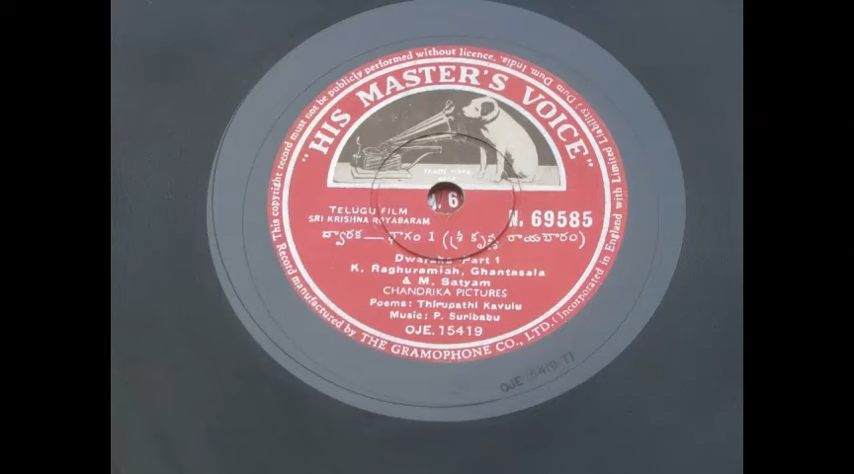 "HIS MASTER'S VOICE"
This copyright record must not be publicly performed without licence.
TRADE MARK
TELUGU FILM
SRI KRISHNA RAYABARAM
N. 69585
ద్వారక — భాగం 1 (శ్రీ కృష్ణ రాయబారం)
Dwaraka Part 1
K. Raghuramiah, Ghantasala
& M. Satyam
CHANDRIKA PICTURES
Poems: Thirupathi Kavulu
Music: P. Suribabu
OJE. 15419
Record manufactured by THE GRAMOPHONE CO., LTD. (Incorporated in England with Limited Liability) Dum Dum, India.
OJE 15419 T1